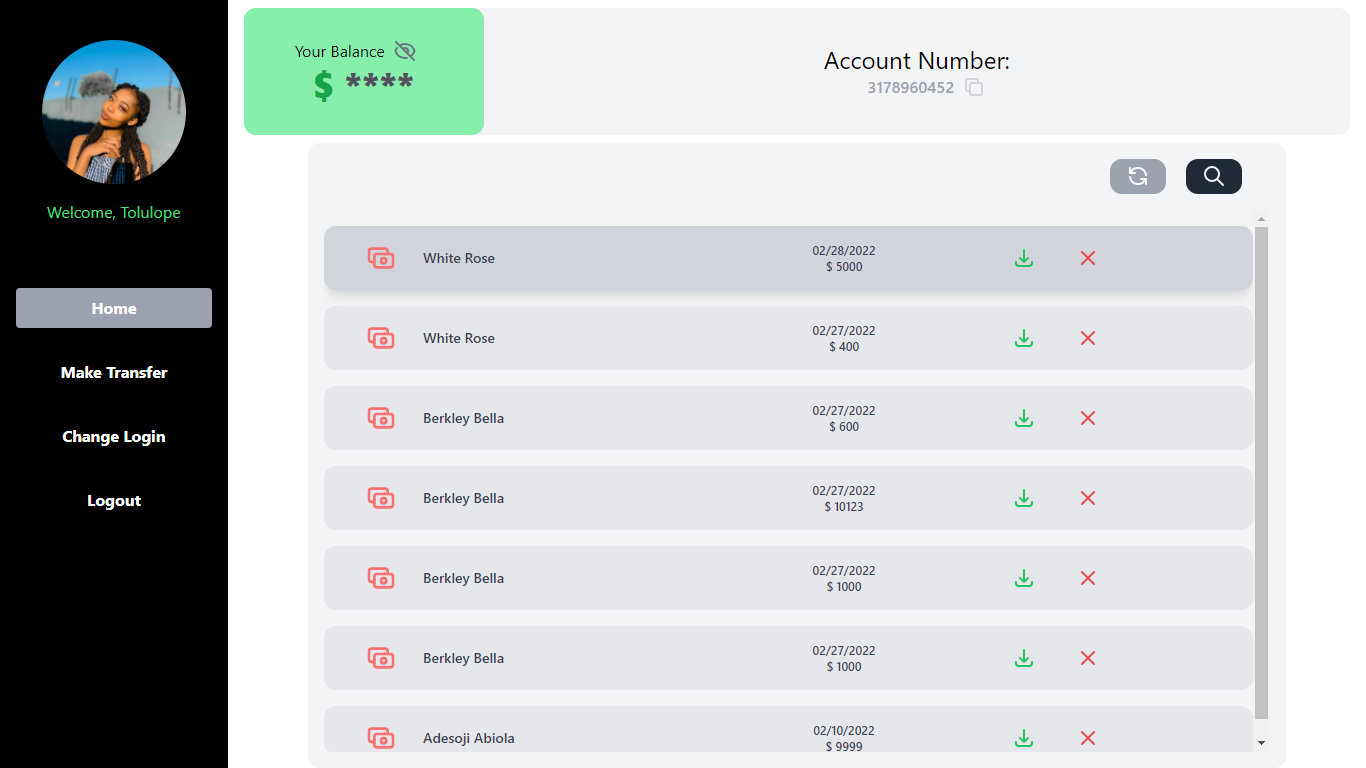 Welcome, Tolulope
Home
Make Transfer
Change Login
Logout
Your Balance
$ ****
Account Number:
3178960452
White Rose
02/28/2022
$ 5000
White Rose
02/27/2022
$ 400
Berkley Bella
02/27/2022
$ 600
Berkley Bella
02/27/2022
$ 10123
Berkley Bella
02/27/2022
$ 1000
Berkley Bella
02/27/2022
$ 1000
Adesoji Abiola
02/10/2022
$ 9999